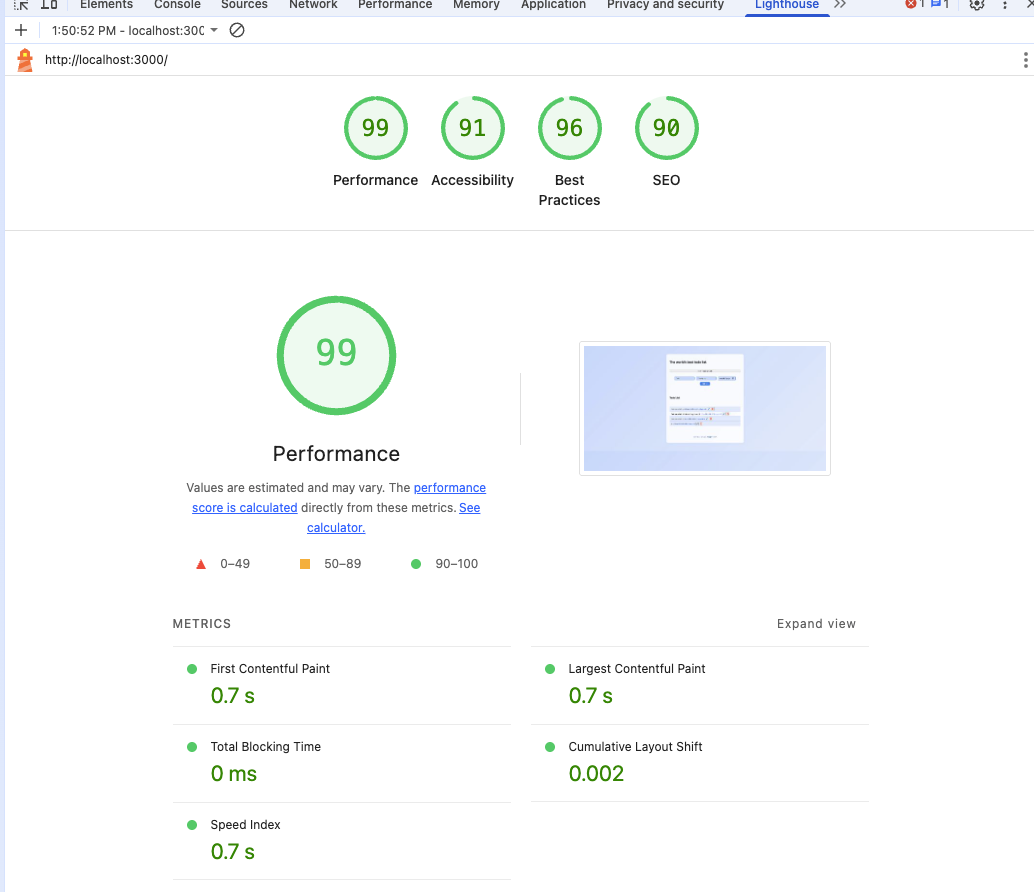 Elements Console Sources Network Performance Memory Application Privacy and security Lighthouse 1 1
1:50:52 PM - localhost:300
http://localhost:3000/
99 91 96 90
Performance Accessibility Best Practices SEO
99
Performance
Values are estimated and may vary. The performance
score is calculated directly from these metrics. See
calculator.
0–49 50–89 90–100
METRICS Expand view
First Contentful Paint Largest Contentful Paint
0.7 s 0.7 s
Total Blocking Time Cumulative Layout Shift
0 ms 0.002
Speed Index
0.7 s